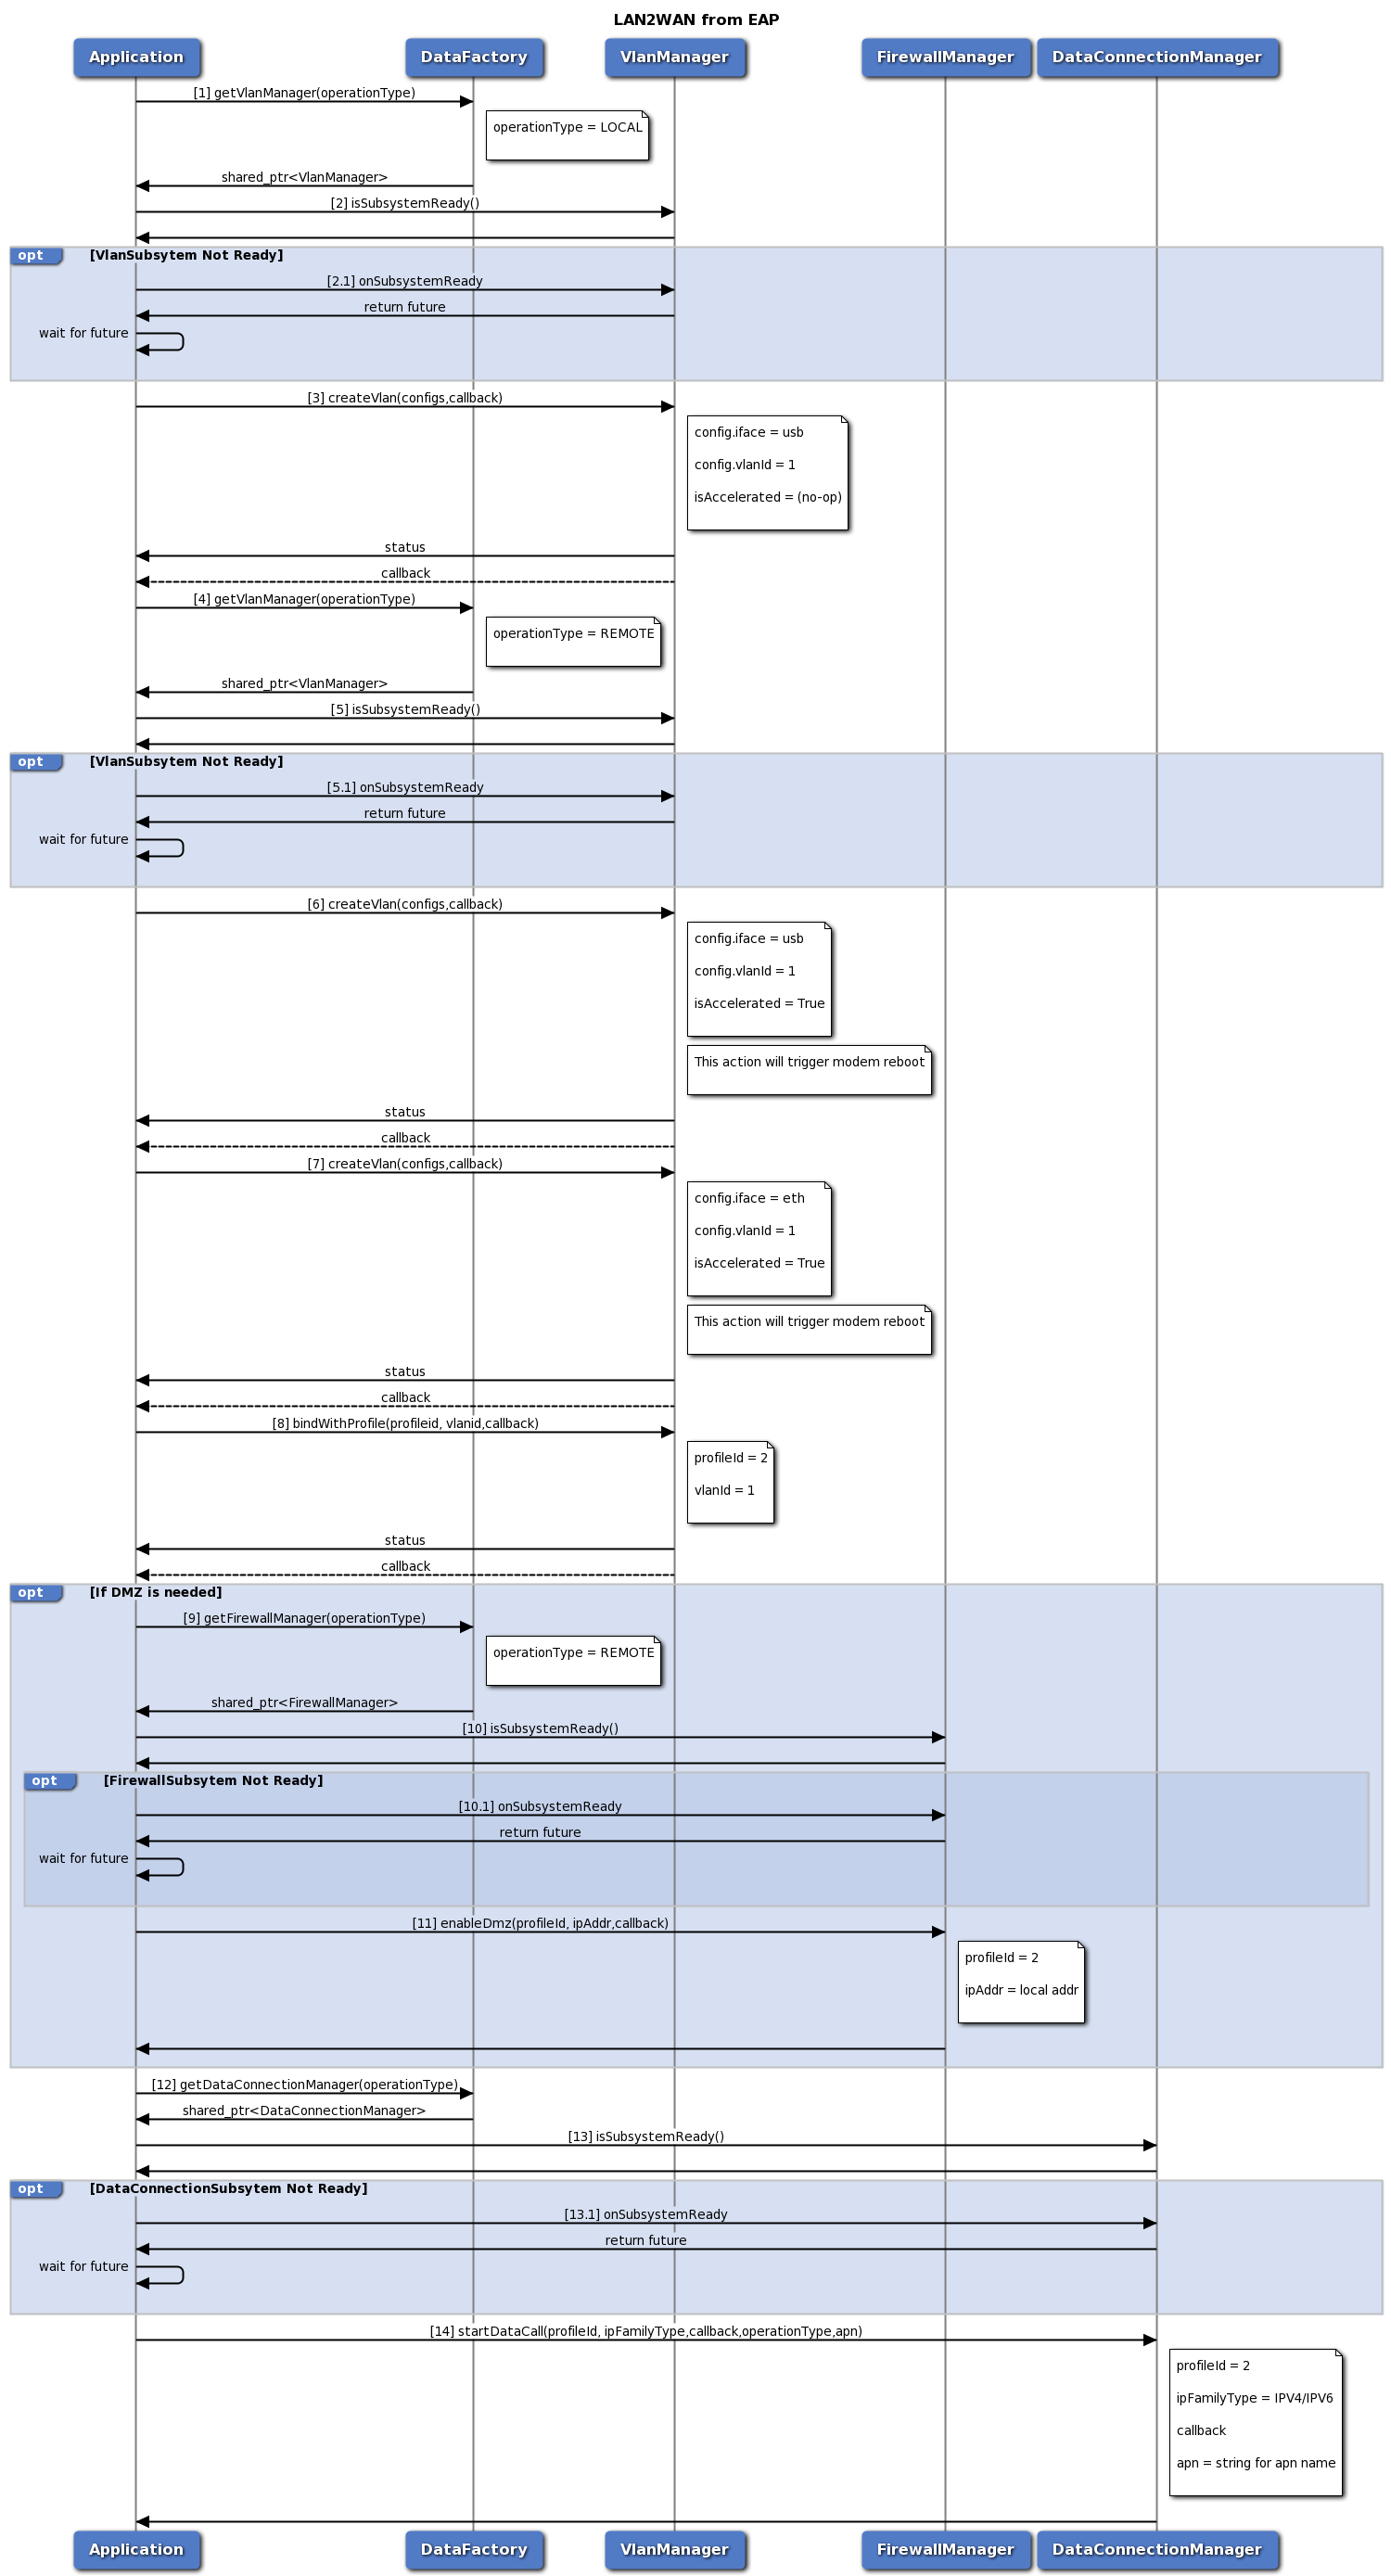 LAN2WAN from EAP
Application
DataFactory
VlanManager
FirewallManager
DataConnectionManager
[1] getVlanManager(operationType)
operationType = LOCAL
shared_ptr<VlanManager>
[2] isSubsystemReady()
opt
[VlanSubsytem Not Ready]
[2.1] onSubsystemReady
return future
wait for future
[3] createVlan(configs,callback)
config.iface = usb
config.vlanId = 1
isAccelerated = (no-op)
status
callback
[4] getVlanManager(operationType)
operationType = REMOTE
shared_ptr<VlanManager>
[5] isSubsystemReady()
opt
[VlanSubsytem Not Ready]
[5.1] onSubsystemReady
return future
wait for future
[6] createVlan(configs,callback)
config.iface = usb
config.vlanId = 1
isAccelerated = True
This action will trigger modem reboot
status
callback
[7] createVlan(configs,callback)
config.iface = eth
config.vlanId = 1
isAccelerated = True
This action will trigger modem reboot
status
callback
[8] bindWithProfile(profileid, vlanid,callback)
profileId = 2
vlanId = 1
status
callback
opt
[If DMZ is needed]
[9] getFirewallManager(operationType)
operationType = REMOTE
shared_ptr<FirewallManager>
[10] isSubsystemReady()
opt
[FirewallSubsytem Not Ready]
[10.1] onSubsystemReady
return future
wait for future
[11] enableDmz(profileId, ipAddr,callback)
profileId = 2
ipAddr = local addr
[12] getDataConnectionManager(operationType)
shared_ptr<DataConnectionManager>
[13] isSubsystemReady()
opt
[DataConnectionSubsytem Not Ready]
[13.1] onSubsystemReady
return future
wait for future
[14] startDataCall(profileId, ipFamilyType,callback,operationType,apn)
profileId = 2
ipFamilyType = IPV4/IPV6
callback
apn = string for apn name
Application
DataFactory
VlanManager
FirewallManager
DataConnectionManager